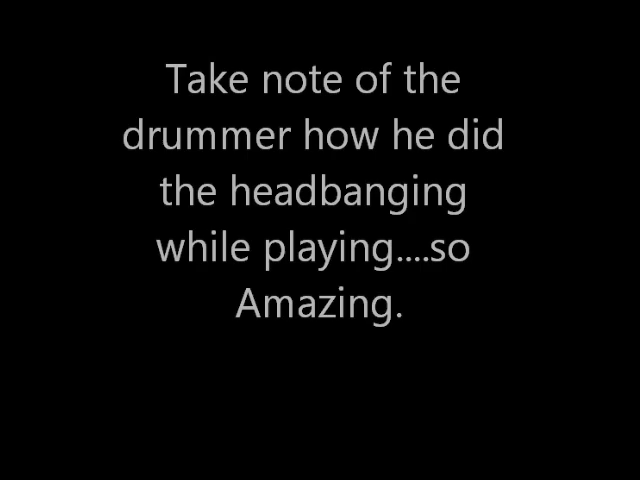 Take note of the
drummer how he did
the headbanging
while playing....so
Amazing.